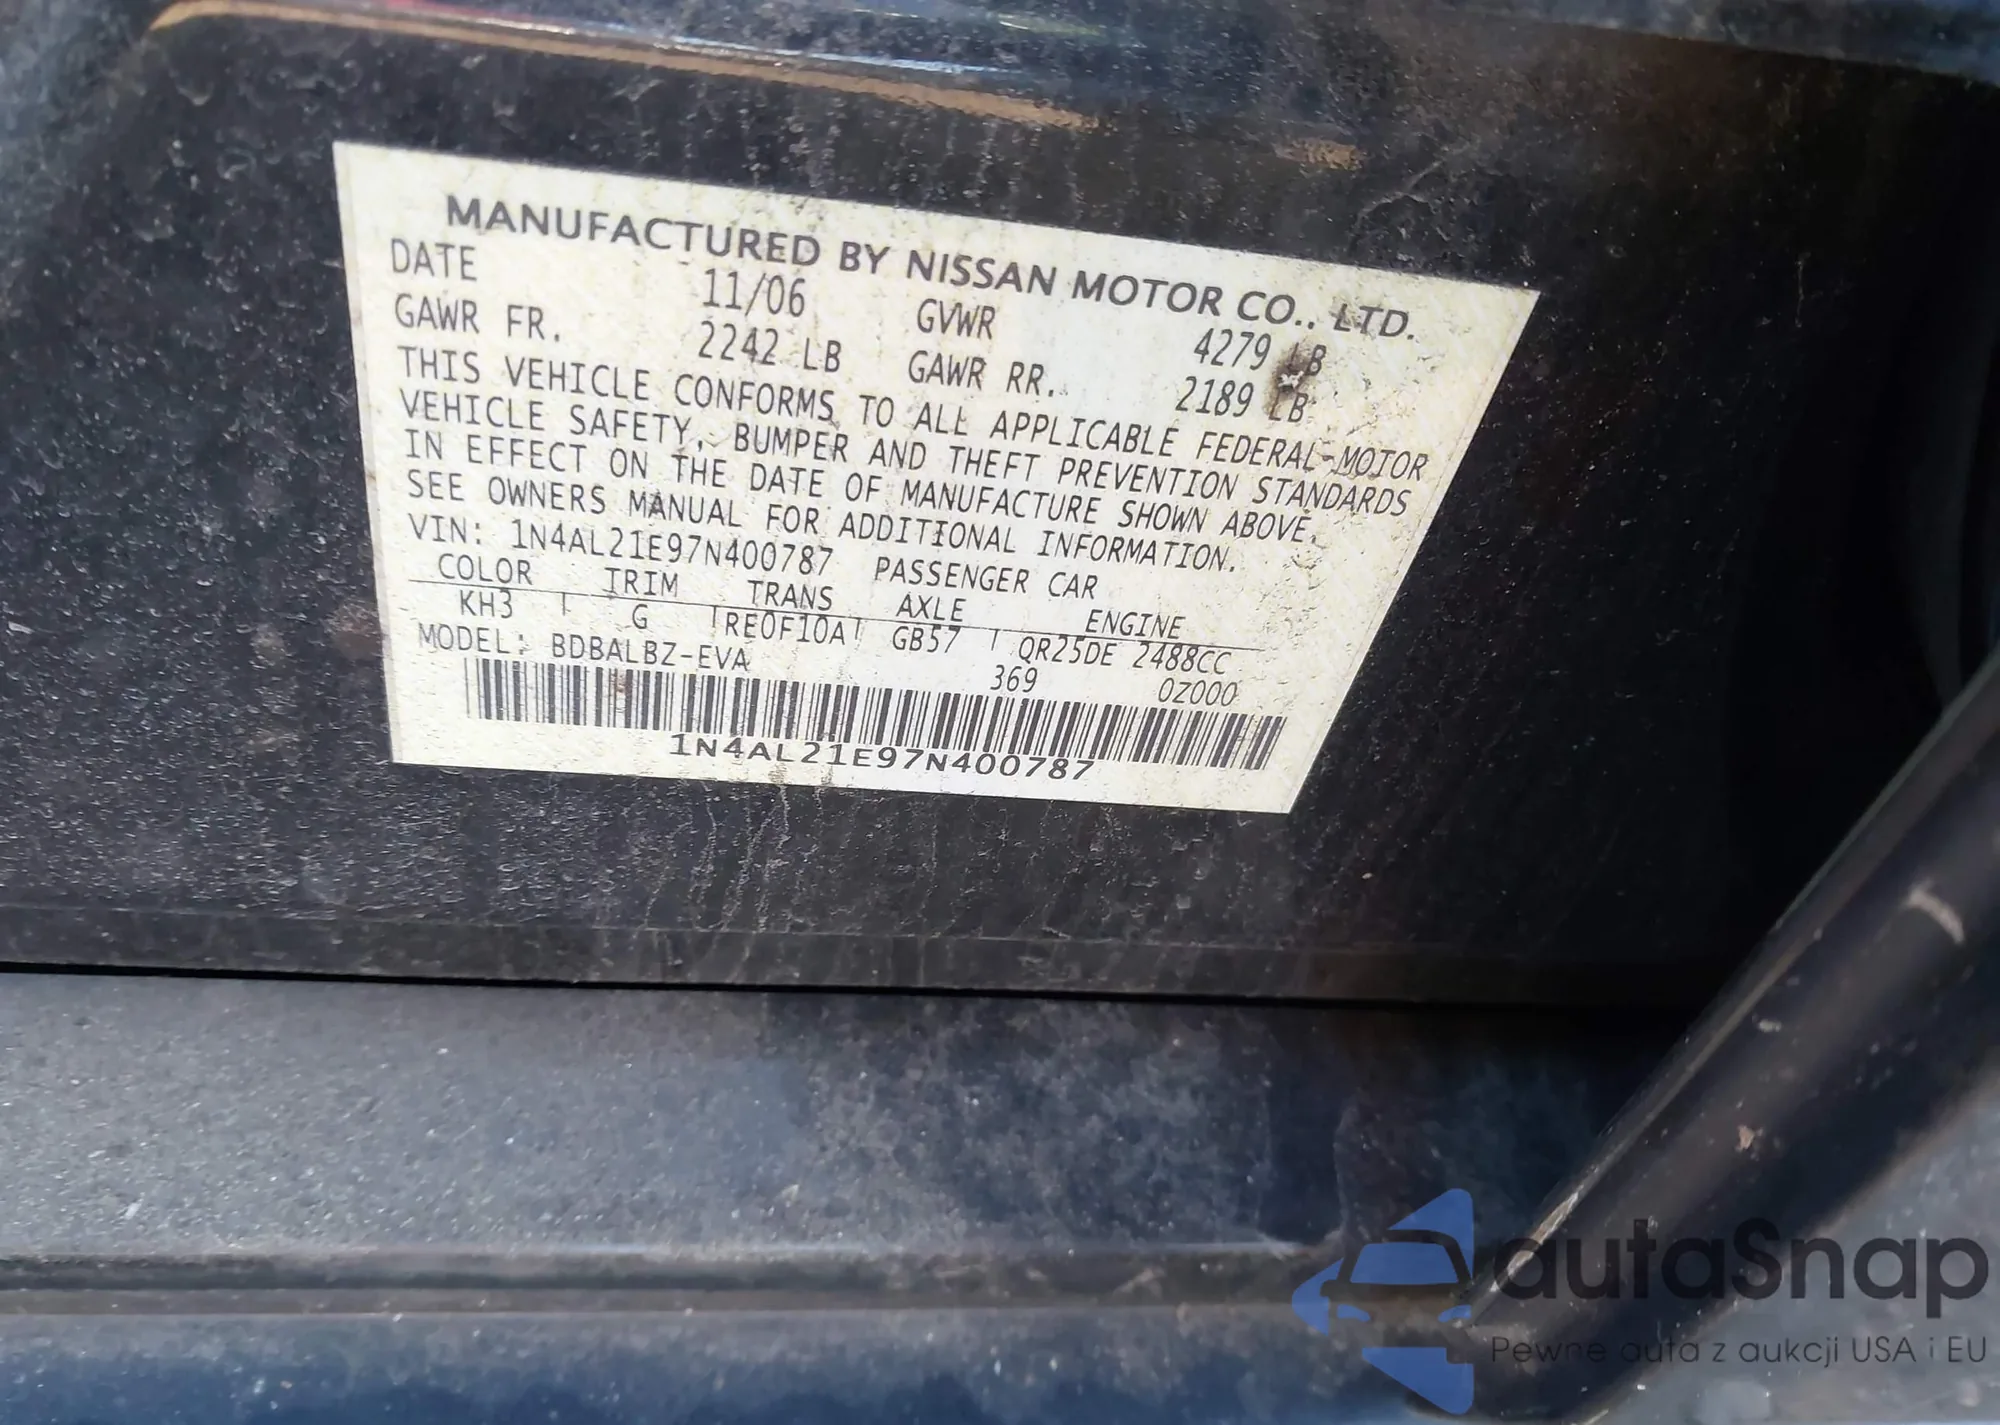 MANUFACTURED BY NISSAN MOTOR CO., LTD.
DATE 11/06 GVWR 4279 LB
GAWR FR. 2242 LB GAWR RR. 2189 LB
THIS VEHICLE CONFORMS TO ALL APPLICABLE FEDERAL MOTOR
VEHICLE SAFETY, BUMPER AND THEFT PREVENTION STANDARDS
IN EFFECT ON THE DATE OF MANUFACTURE SHOWN ABOVE.
SEE OWNERS MANUAL FOR ADDITIONAL INFORMATION.
VIN: 1N4AL21E97N400787 PASSENGER CAR
COLOR TRIM TRANS AXLE ENGINE
KH3 G RE0F10A GB57 QR25DE 2488CC
MODEL: BDBALBZ-EVA 369 0Z000
1N4AL21E97N400787
autaSnap
Pewne auta z aukcji USA i EU